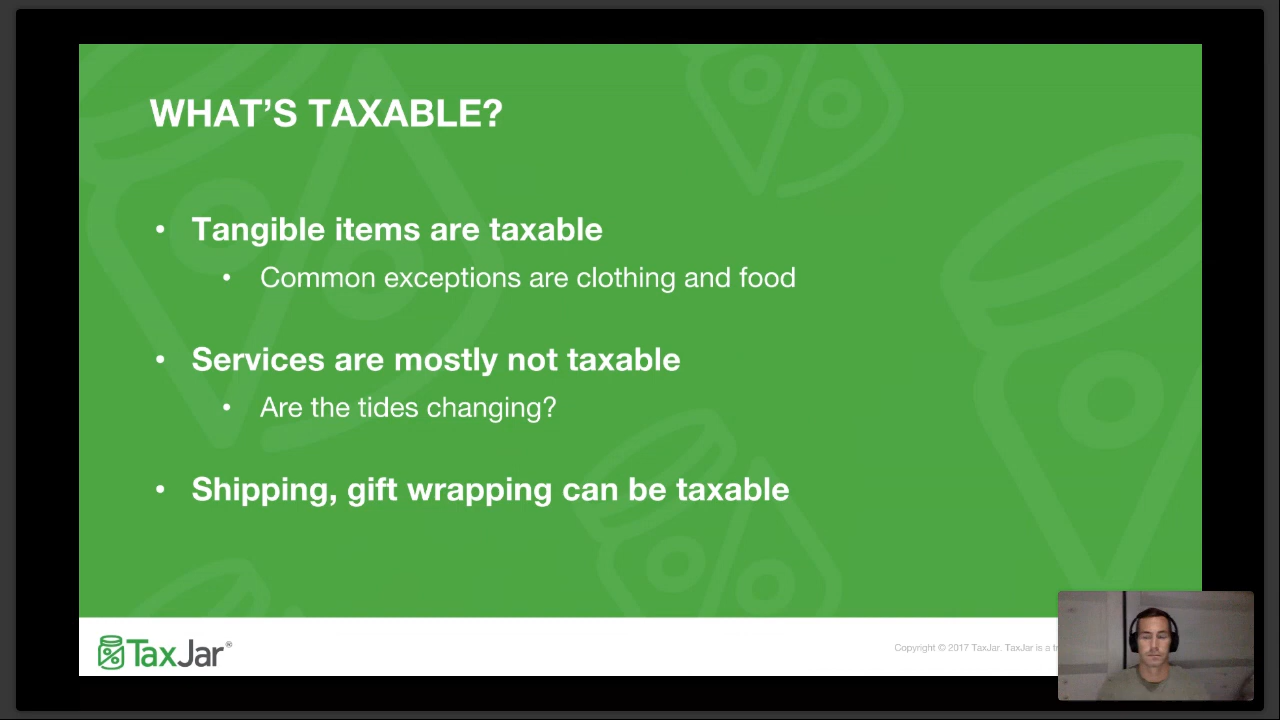 WHAT’S TAXABLE?
• Tangible items are taxable
• Common exceptions are clothing and food
• Services are mostly not taxable
• Are the tides changing?
• Shipping, gift wrapping can be taxable
TaxJar®
Copyright © 2017 TaxJar. TaxJar is a